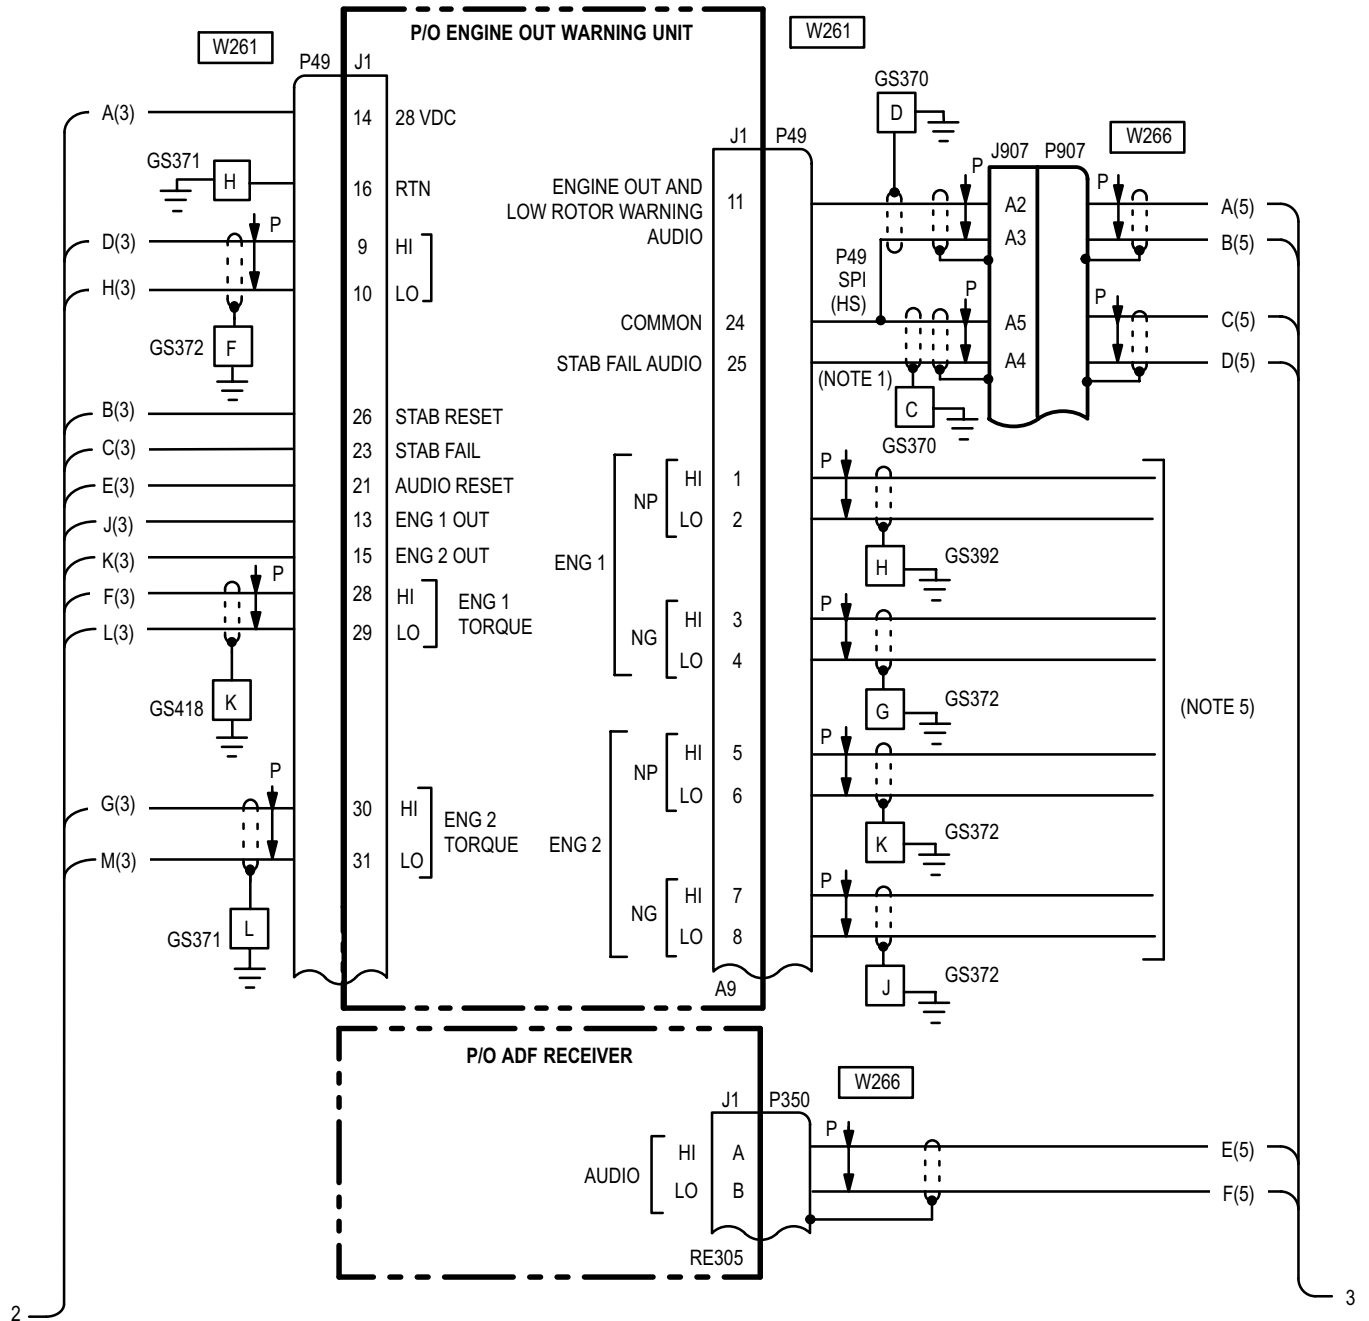 P/O ENGINE OUT WARNING UNIT
W261
W261
P49 J1
A(3) 14 28 VDC
GS371 H 16 RTN
P
D(3) 9 HI
H(3) 10 LO
GS372 F
B(3) 26 STAB RESET
C(3) 23 STAB FAIL
E(3) 21 AUDIO RESET
J(3) 13 ENG 1 OUT
K(3) 15 ENG 2 OUT
P
F(3) 28 HI
L(3) 29 LO
ENG 1
TORQUE
GS418 K
P
G(3) 30 HI
M(3) 31 LO
ENG 2
TORQUE
GS371 L
GS370
D
J1 P49
J907 P907
W266
ENGINE OUT AND
LOW ROTOR WARNING
AUDIO
11
P A2 P A(5)
A3 B(5)
P49
SPI
(HS)
P P
COMMON 24 A5 C(5)
STAB FAIL AUDIO 25 A4 D(5)
(NOTE 1)
C
GS370
ENG 1
NP
HI 1 P
LO 2
H GS392
NG
HI 3 P
LO 4
G GS372
(NOTE 5)
ENG 2
NP
HI 5 P
LO 6
K GS372
NG
HI 7 P
LO 8
J GS372
A9
P/O ADF RECEIVER
W266
J1 P350
AUDIO
HI A P E(5)
LO B F(5)
RE305
2
3